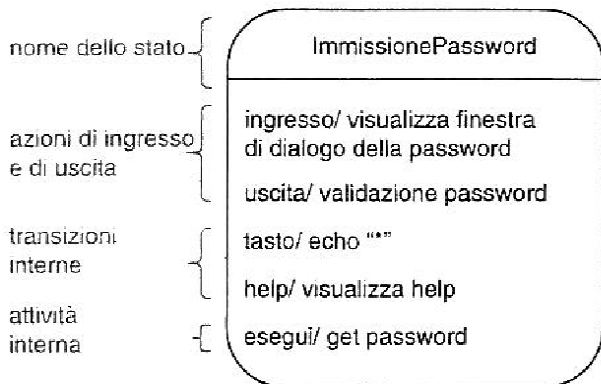 nome dello stato
ImmissionePassword
azioni di ingresso
e di uscita
ingresso/ visualizza finestra
di dialogo della password
uscita/ validazione password
transizioni
interne
tasto/ echo “*”
help/ visualizza help
attività
interna
esegui/ get password